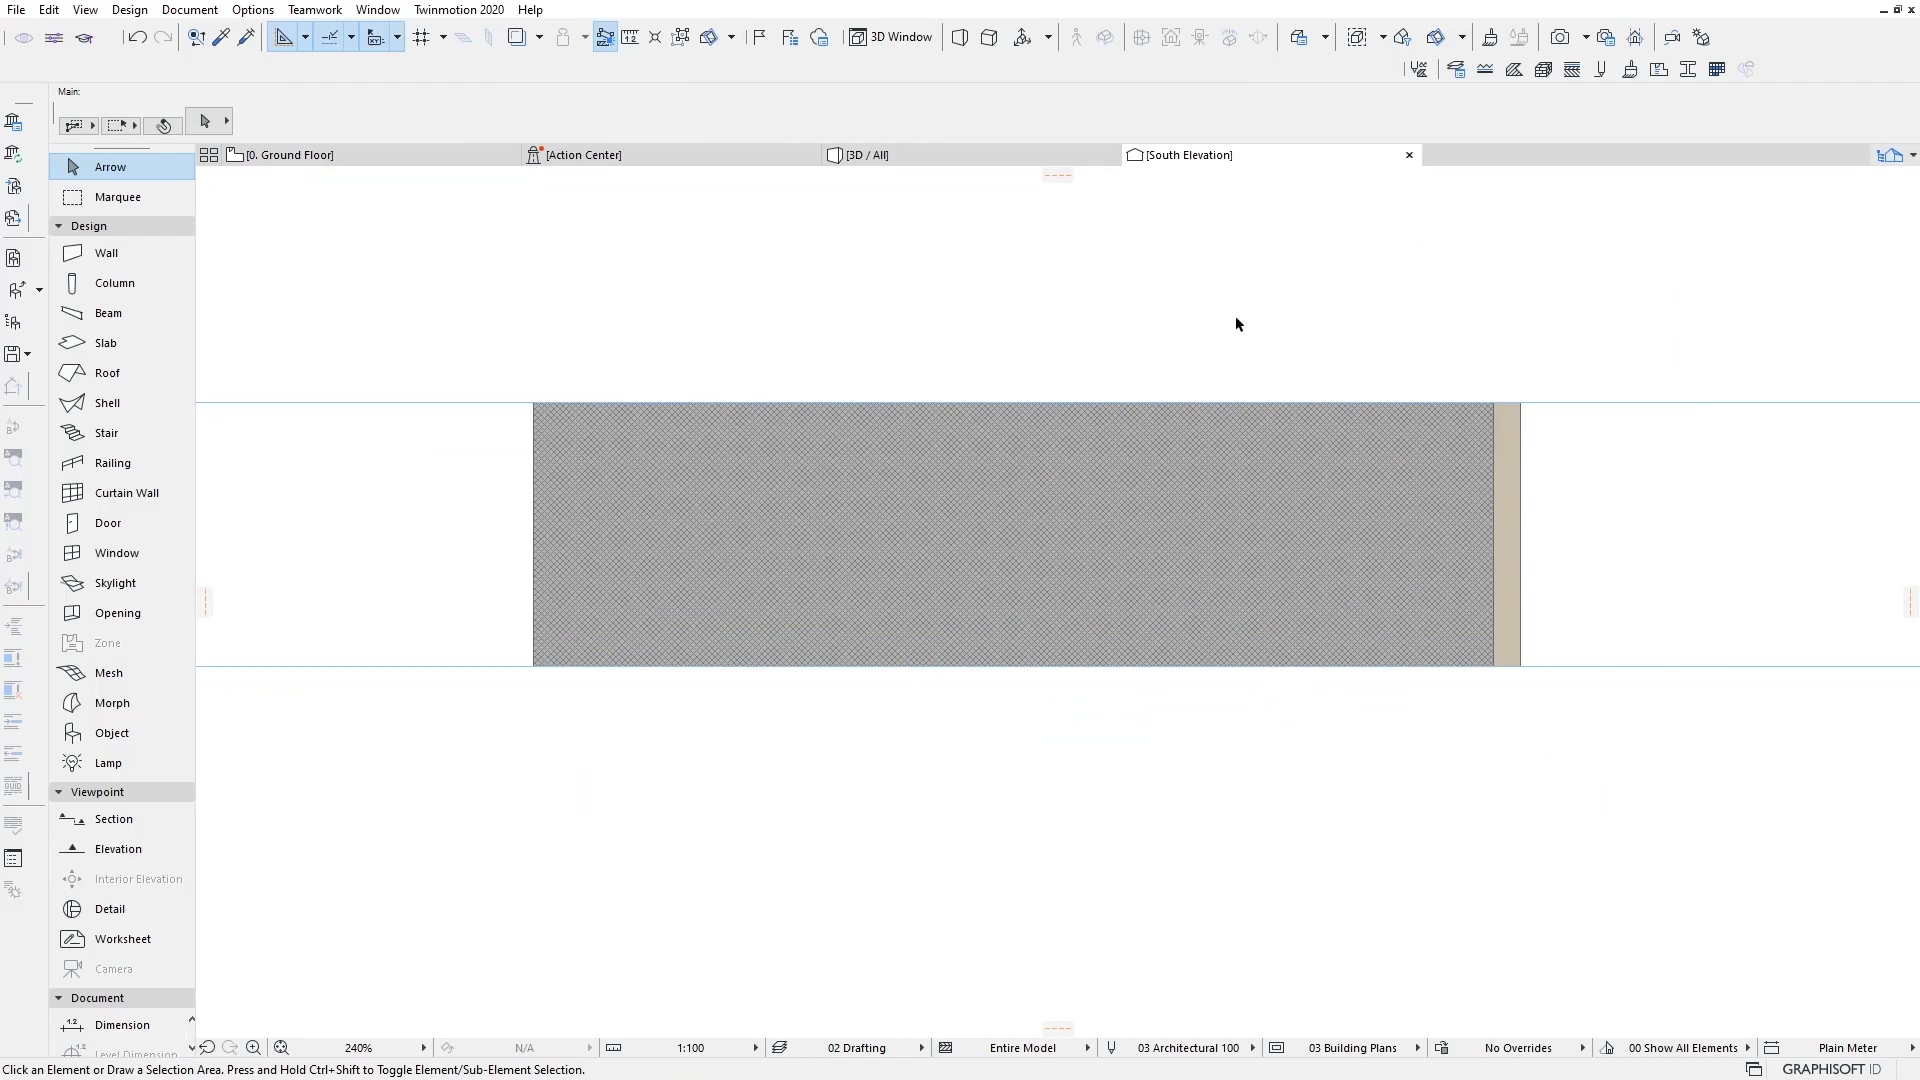 File Edit View Design Document Options Teamwork Window Twinmotion 2020 Help
3D Window
Main:
[0. Ground Floor] [Action Center] [3D / All] [South Elevation]
Arrow
Marquee
Design
Wall
Column
Beam
Slab
Roof
Shell
Stair
Railing
Curtain Wall
Door
Window
Skylight
Opening
Zone
Mesh
Morph
Object
Lamp
Viewpoint
Section
Elevation
Interior Elevation
Detail
Worksheet
Camera
Document
Dimension
Level Dimension
240% N/A 1:100 02 Drafting Entire Model 03 Architectural 100 03 Building Plans No Overrides 00 Show All Elements Plain Meter
Click an Element or Draw a Selection Area. Press and Hold Ctrl+Shift to Toggle Element/Sub-Element Selection. GRAPHISOFT ID